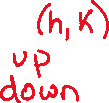 (h, K)
up
down